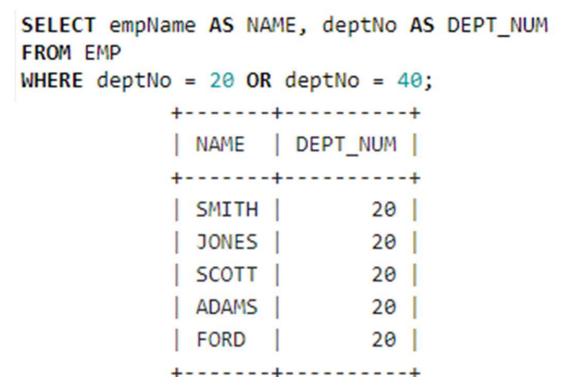 SELECT empName AS NAME, deptNo AS DEPT_NUM
FROM EMP
WHERE deptNo = 20 OR deptNo = 40;
+-------+----------+
| NAME  | DEPT_NUM |
+-------+----------+
| SMITH |       20 |
| JONES |       20 |
| SCOTT |       20 |
| ADAMS |       20 |
| FORD  |       20 |
+-------+----------+